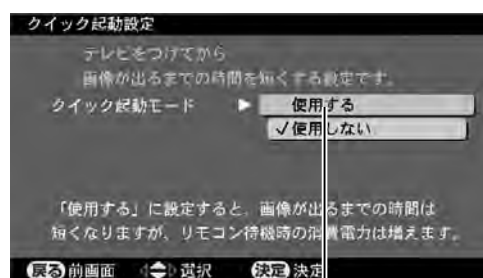 クイック起動設定
テレビをつけてから
画像が出るまでの時間を短くする設定です。
クイック起動モード ▶ 使用する
✓使用しない
「使用する」に設定すると、画像が出るまでの時間は
短くなりますが、リモコン待機時の消費電力は増えます。
戻る 前画面 選択 決定 決定